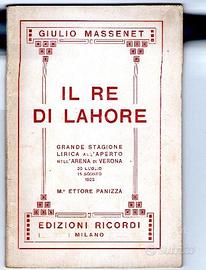 GIULIO MASSENET
IL RE
DI LAHORE
GRANDE STAGIONE
LIRICA ALL'APERTO
NELL'ARENA DI VERONA
20 LUGLIO
15 AGOSTO
M° ETTORE PANIZZA
EDIZIONI RICORDI
MILANO